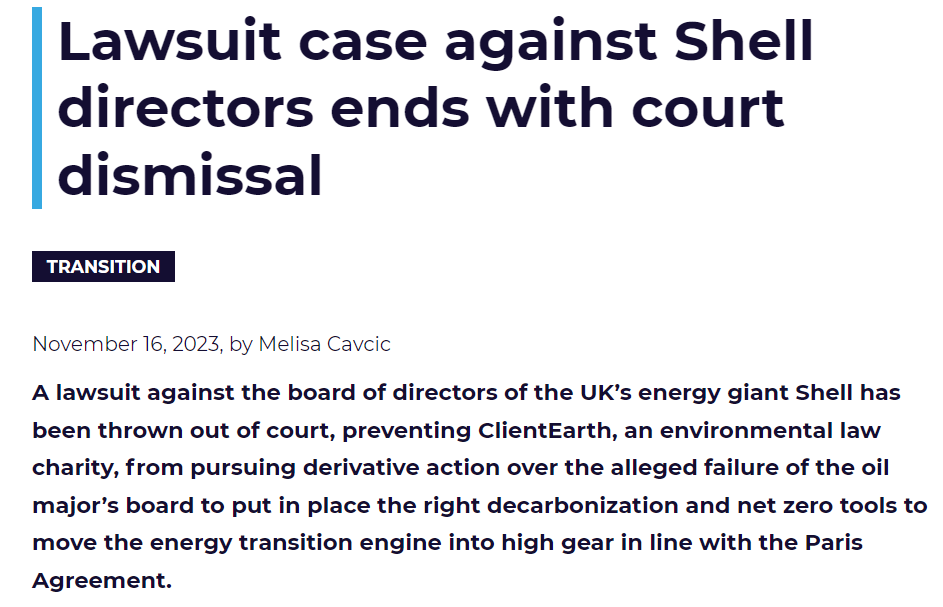 Lawsuit case against Shell
directors ends with court
dismissal
TRANSITION
November 16, 2023, by Melisa Cavcic
A lawsuit against the board of directors of the UK’s energy giant Shell has
been thrown out of court, preventing ClientEarth, an environmental law
charity, from pursuing derivative action over the alleged failure of the oil
major’s board to put in place the right decarbonization and net zero tools to
move the energy transition engine into high gear in line with the Paris
Agreement.